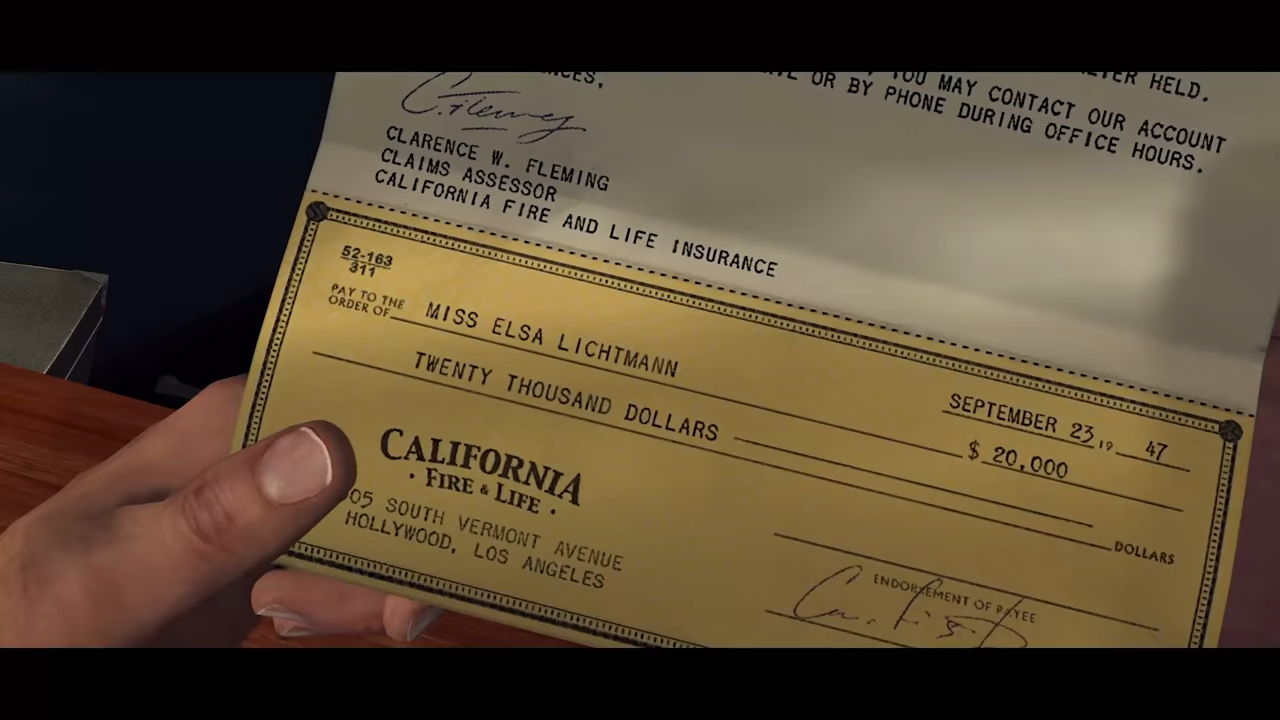 HELD.
YOU MAY CONTACT OUR ACCOUNT
OR BY PHONE DURING OFFICE HOURS.
C. Fleming
CLARENCE W. FLEMING
CLAIMS ASSESSOR
CALIFORNIA FIRE AND LIFE INSURANCE
52-163
311
PAY TO THE
ORDER OF MISS ELSA LICHTMANN
SEPTEMBER 23, 19 47
TWENTY THOUSAND DOLLARS
$ 20,000
DOLLARS
CALIFORNIA
· FIRE & LIFE ·
05 SOUTH VERMONT AVENUE
HOLLYWOOD, LOS ANGELES
ENDORSEMENT OF PAYEE